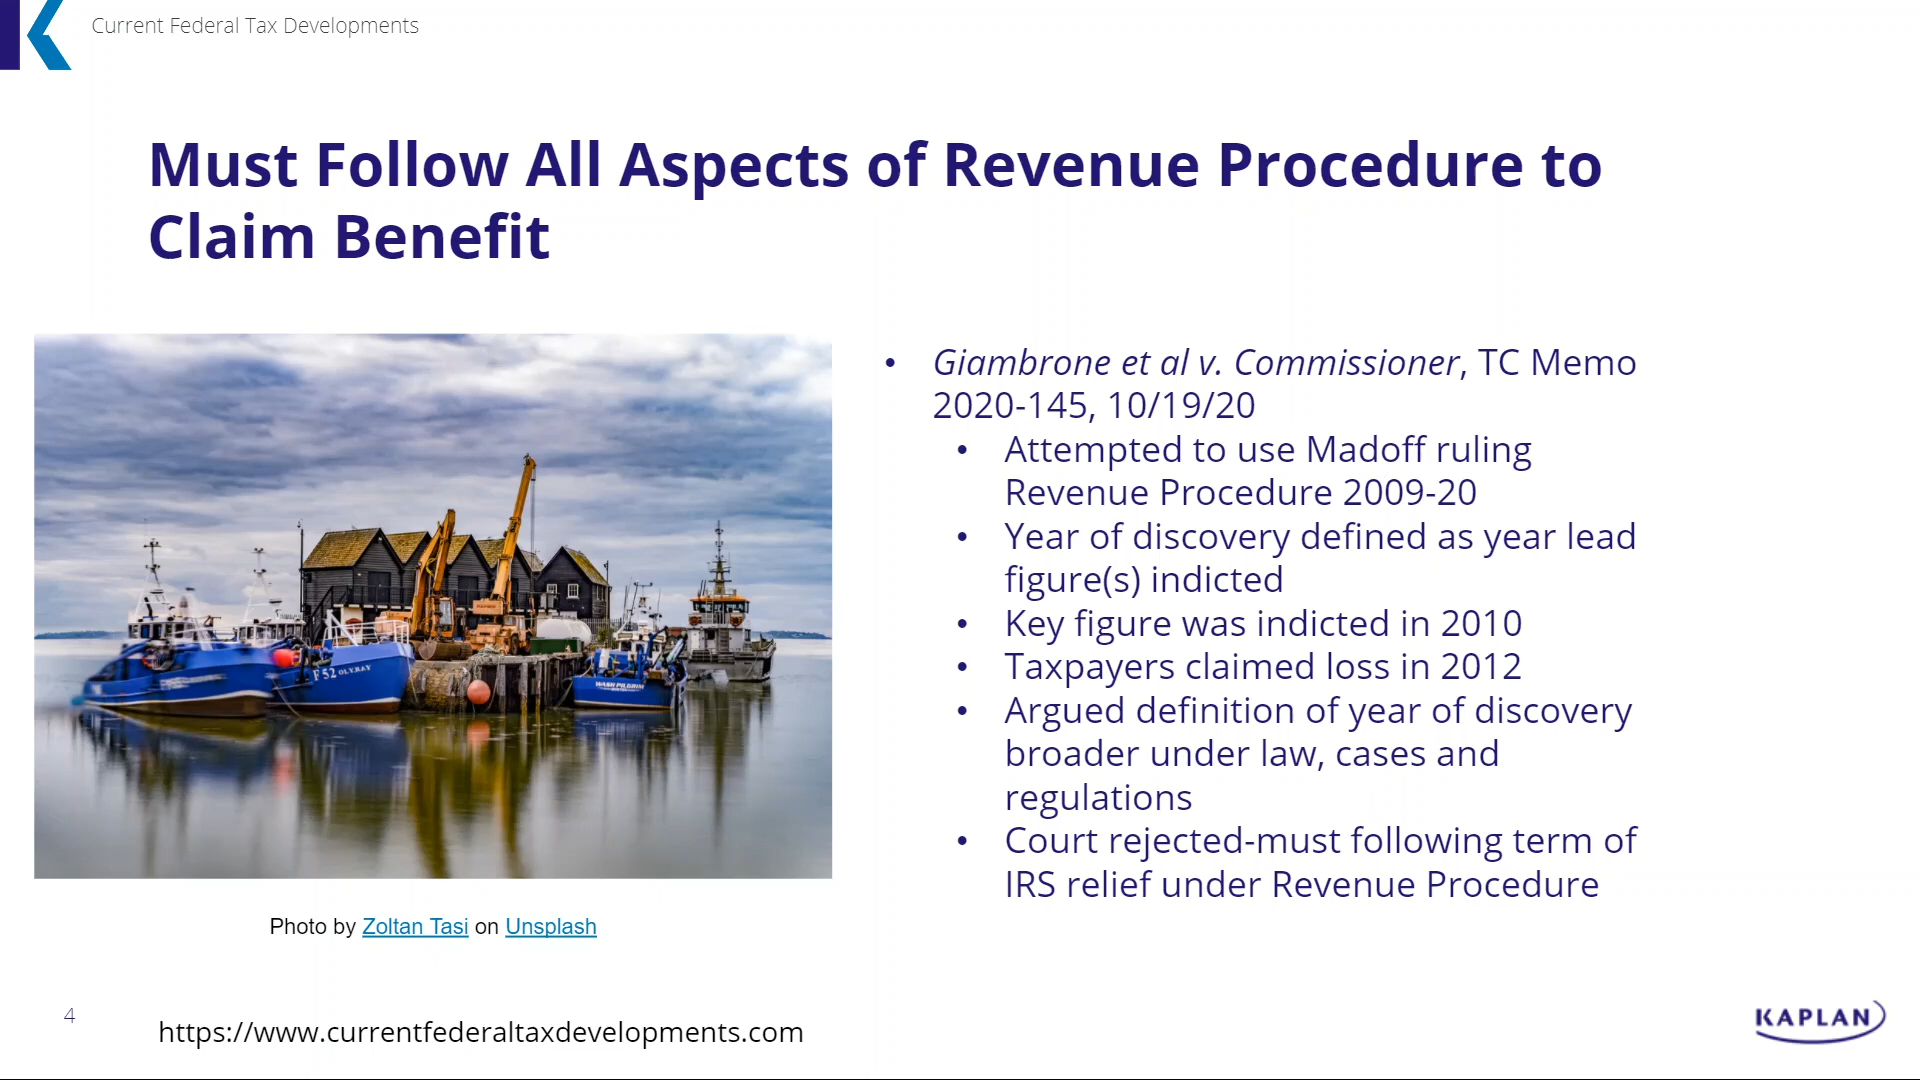 Current Federal Tax Developments
Must Follow All Aspects of Revenue Procedure to
Claim Benefit
• Giambrone et al v. Commissioner, TC Memo
2020-145, 10/19/20
• Attempted to use Madoff ruling
Revenue Procedure 2009-20
• Year of discovery defined as year lead
figure(s) indicted
• Key figure was indicted in 2010
• Taxpayers claimed loss in 2012
• Argued definition of year of discovery
broader under law, cases and
regulations
• Court rejected-must following term of
IRS relief under Revenue Procedure
F52 OLYRAY
Photo by Zoltan Tasi on Unsplash
4
https://www.currentfederaltaxdevelopments.com
KAPLAN